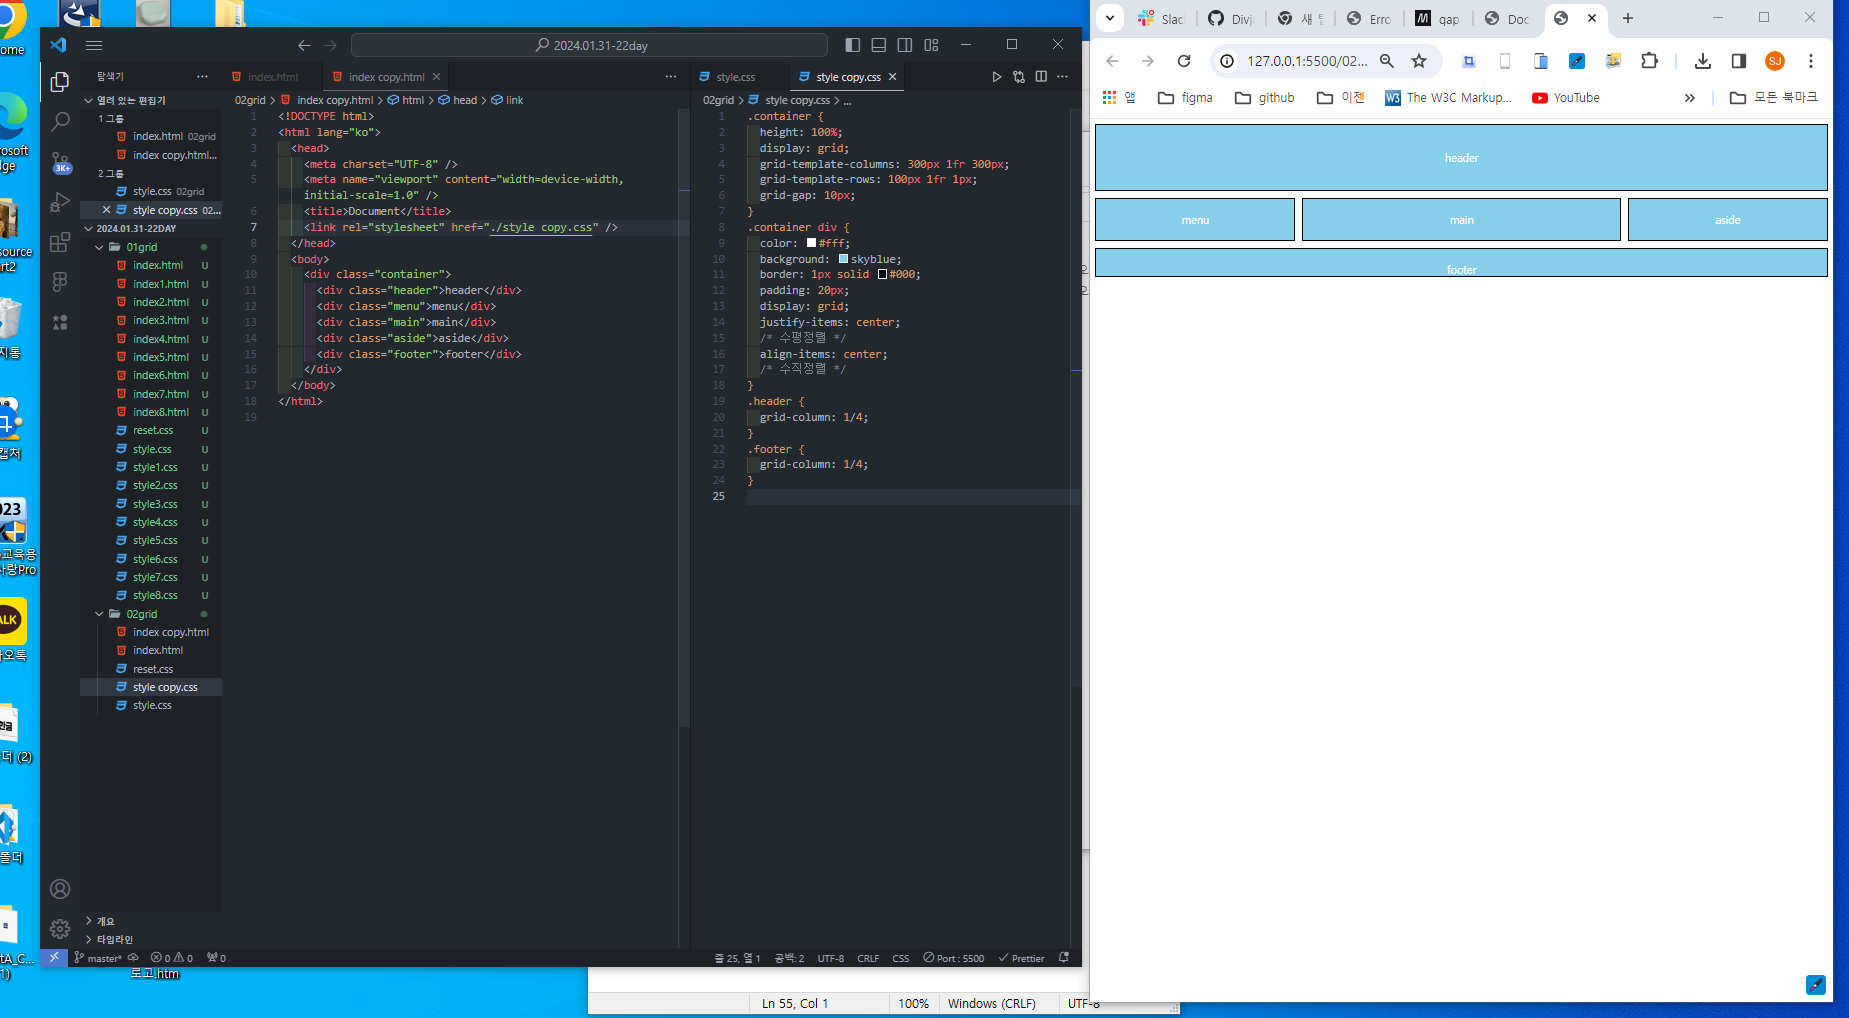 ome
rosoft
dge
source
rt2
지통
캡처
023
교육용
사랑Pro
ALK
오톡
더 (2)
폴더
tA_C...
1)
로고.htm
2024.01.31-22day
탐색기
열려 있는 편집기
1 그룹
index.html 02grid
index copy.html...
2 그룹
style.css 02grid
style copy.css 02...
2024.01.31-22DAY
01grid
index.html U
index1.html U
index2.html U
index3.html U
index4.html U
index5.html U
index6.html U
index7.html U
index8.html U
reset.css U
style.css U
style1.css U
style2.css U
style3.css U
style4.css U
style5.css U
style6.css U
style7.css U
style8.css U
02grid
index copy.html
index.html
reset.css
style copy.css
style.css
개요
타임라인
3K+
index.html
index copy.html
02grid > index copy.html > html > head > link
1 <!DOCTYPE html>
2 <html lang="ko">
3 <head>
4 <meta charset="UTF-8" />
5 <meta name="viewport" content="width=device-width,
initial-scale=1.0" />
6 <title>Document</title>
7 <link rel="stylesheet" href="./style copy.css" />
8 </head>
9 <body>
10 <div class="container">
11 <div class="header">header</div>
12 <div class="menu">menu</div>
13 <div class="main">main</div>
14 <div class="aside">aside</div>
15 <div class="footer">footer</div>
16 </div>
17 </body>
18 </html>
19
style.css
style copy.css
02grid > style copy.css > ...
1 .container {
2 height: 100%;
3 display: grid;
4 grid-template-columns: 300px 1fr 300px;
5 grid-template-rows: 100px 1fr 1px;
6 grid-gap: 10px;
7 }
8 .container div {
9 color: #fff;
10 background: skyblue;
11 border: 1px solid #000;
12 padding: 20px;
13 display: grid;
14 justify-items: center;
15 /* 수평정렬 */
16 align-items: center;
17 /* 수직정렬 */
18 }
19 .header {
20 grid-column: 1/4;
21 }
22 .footer {
23 grid-column: 1/4;
24 }
25
master* 0 0 0
줄 25, 열 1 공백: 2 UTF-8 CRLF CSS Port : 5500 Prettier
Ln 55, Col 1 100% Windows (CRLF) UTF-8
Slac Divj 새 Erro gap Doc
127.0.0.1:5500/02...
SJ
앱 figma github 이젠 The W3C Markup... YouTube 모든 북마크
header
menu main aside
footer